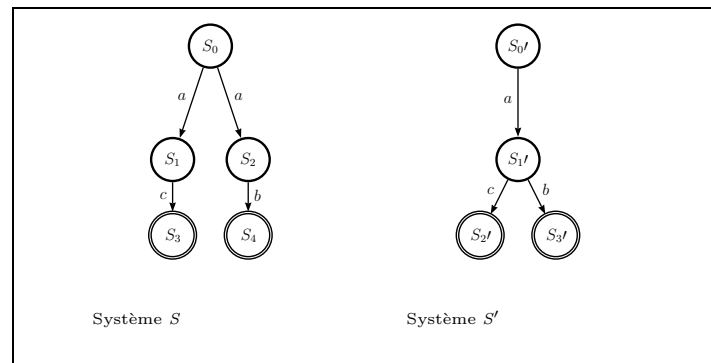 S₀ S₀′
a a a
S₁ S₂ S₁′
c b c b
S₃ S₄ S₂′ S₃′
Système S Système S′